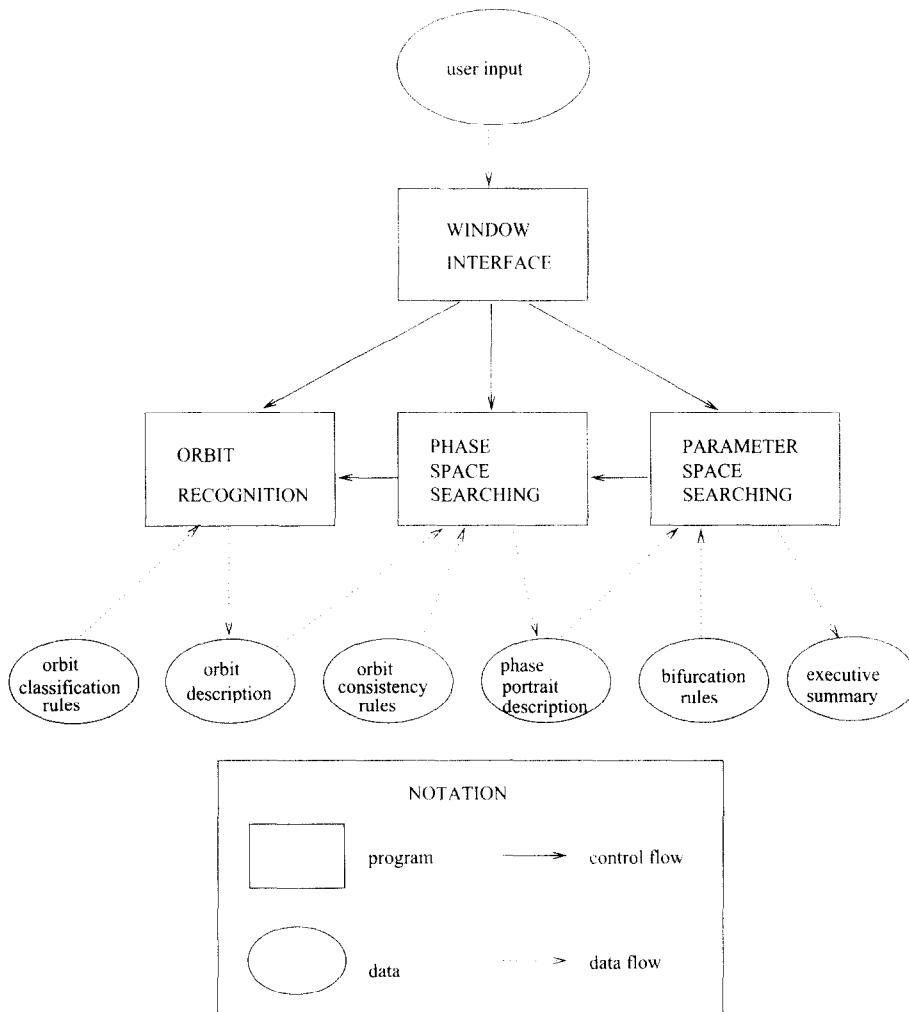 user input
WINDOW
INTERFACE
ORBIT
RECOGNITION
PHASE
SPACE
SEARCHING
PARAMETER
SPACE
SEARCHING
orbit
classification
rules
orbit
description
orbit
consistency
rules
phase
portrait
description
bifurcation
rules
executive
summary
NOTATION
program
control flow
data
data flow